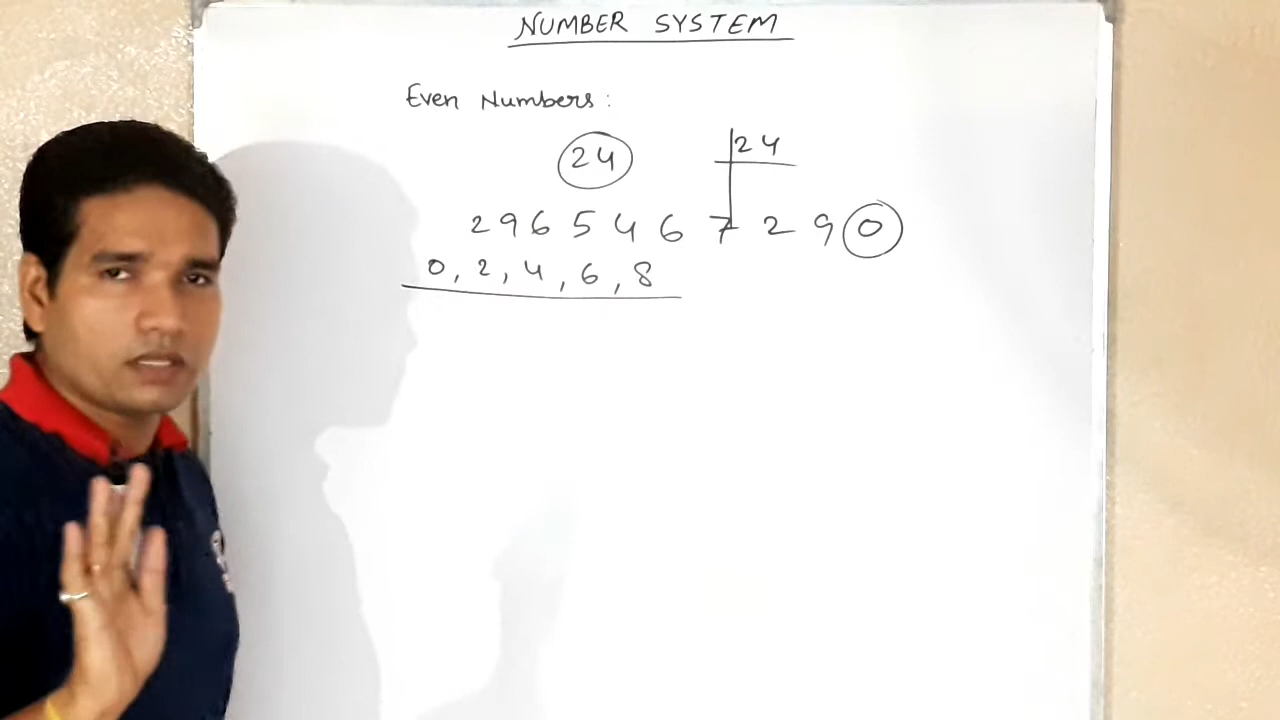 NUMBER SYSTEM
Even Numbers :
24 24
2 9 6 5 4 6 7 2 9 0
0, 2, 4, 6, 8